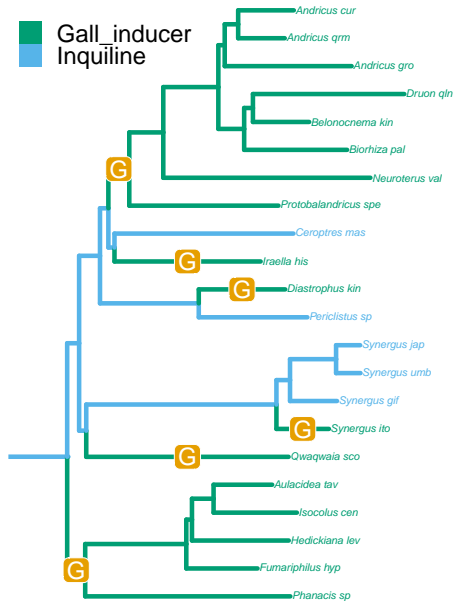 Gall_inducer
Inquiline
Andricus cur
Andricus qrm
Andricus gro
Druon qln
Belonocnema kin
Biorhiza pal
G
Neuroterus val
Protobalandricus spe
Ceroptres mas
G
Iraella his
G
Diastrophus kin
Periclistus sp
Synergus jap
Synergus umb
Synergus gif
G
Synergus ito
G
Qwaqwaia sco
Aulacidea tav
Isocolus cen
Hedickiana lev
G
Fumariphilus hyp
Phanacis sp